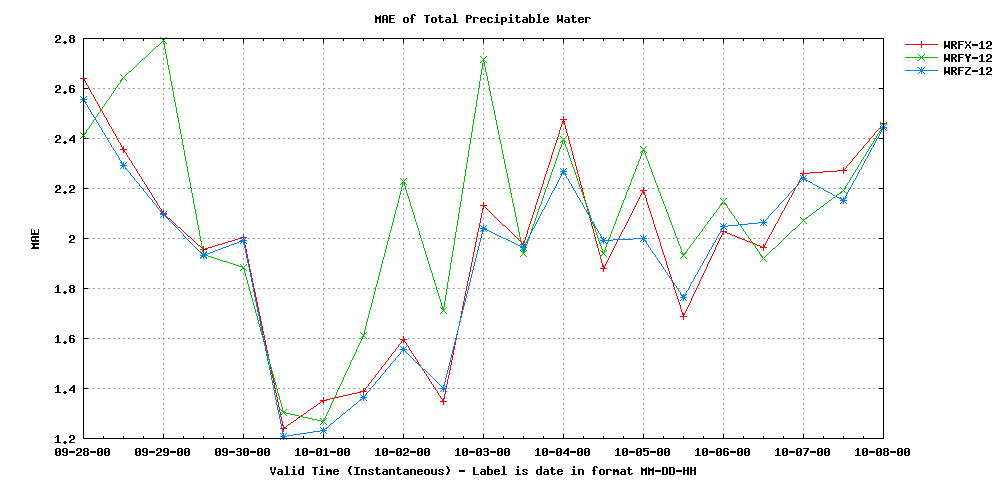 MAE of Total Precipitable Water
WRFX-12
WRFY-12
WRFZ-12
2.8
2.6
2.4
2.2
2
1.8
1.6
1.4
1.2
MAE
09-28-00 09-29-00 09-30-00 10-01-00 10-02-00 10-03-00 10-04-00 10-05-00 10-06-00 10-07-00 10-08-00
Valid Time (Instantaneous) - Label is date in format MM-DD-HH